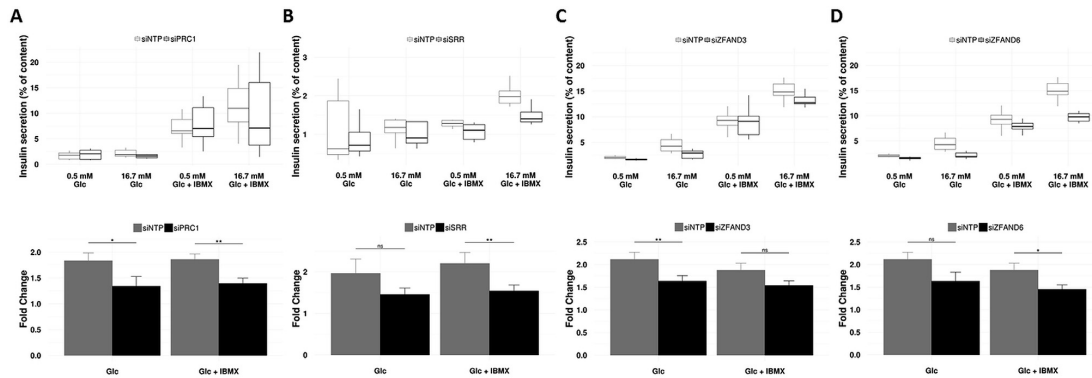 A
siNTP siPRC1
Insulin secretion (% of content)
20
15
10
5
0
0.5 mM
Glc
16.7 mM
Glc
0.5 mM
Glc + IBMX
16.7 mM
Glc + IBMX
siNTP siPRC1
Fold Change
2.0
1.5
1.0
0.5
0.0
*
**
Glc
Glc + IBMX
B
siNTP siSRR
Insulin secretion (% of content)
3
2
1
0.5 mM
Glc
16.7 mM
Glc
0.5 mM
Glc + IBMX
16.7 mM
Glc + IBMX
siNTP siSRR
Fold Change
2
1
0
ns
**
Glc
Glc + IBMX
C
siNTP siZFAND3
Insulin secretion (% of content)
20
15
10
5
0.5 mM
Glc
16.7 mM
Glc
0.5 mM
Glc + IBMX
16.7 mM
Glc + IBMX
siNTP siZFAND3
Fold Change
2.5
2.0
1.5
1.0
0.5
0.0
**
ns
Glc
Glc + IBMX
D
siNTP siZFAND6
Insulin secretion (% of content)
20
15
10
5
0.5 mM
Glc
16.7 mM
Glc
0.5 mM
Glc + IBMX
16.7 mM
Glc + IBMX
siNTP siZFAND6
Fold Change
2.5
2.0
1.5
1.0
0.5
0.0
ns
*
Glc
Glc + IBMX